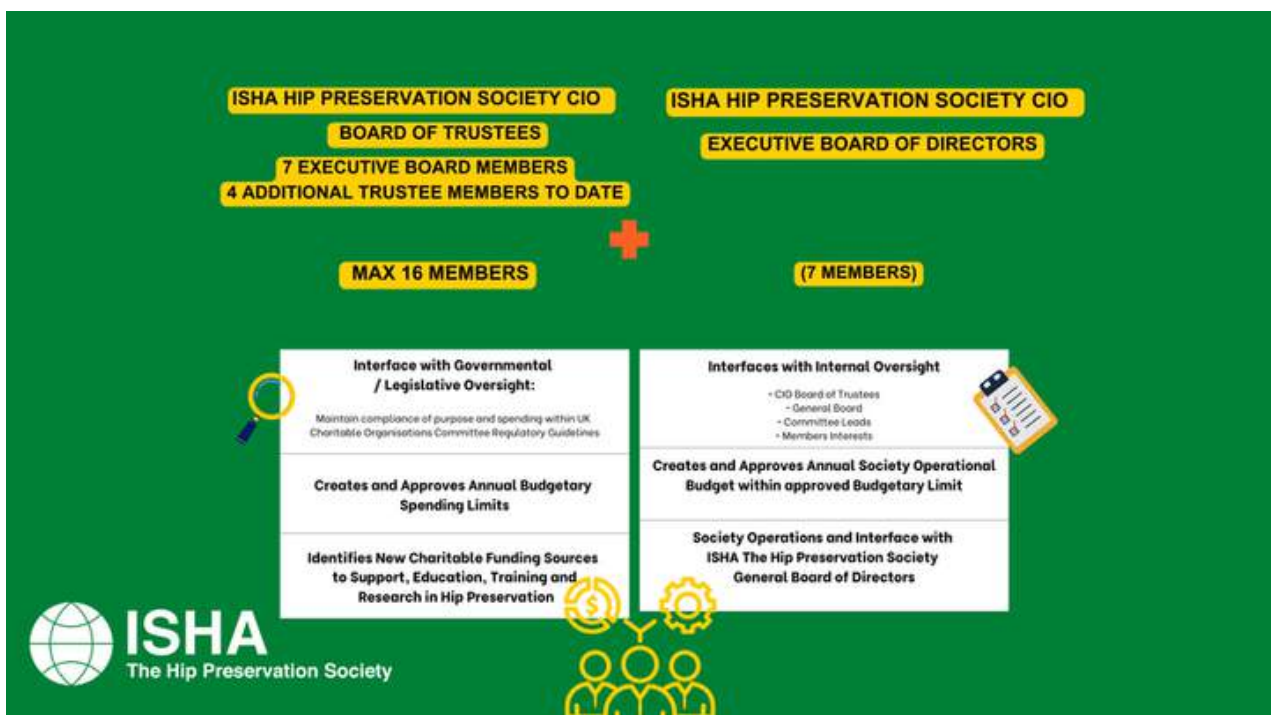 ISHA HIP PRESERVATION SOCIETY CIO
BOARD OF TRUSTEES
7 EXECUTIVE BOARD MEMBERS
4 ADDITIONAL TRUSTEE MEMBERS TO DATE
MAX 16 MEMBERS
ISHA HIP PRESERVATION SOCIETY CIO
EXECUTIVE BOARD OF DIRECTORS
(7 MEMBERS)
Interface with Governmental
/ Legislative Oversight:
Maintain compliance of purpose and spending within UK
Charitable Organisations Committee Regulatory Guidelines
Creates and Approves Annual Budgetary
Spending Limits
Identifies New Charitable Funding Sources
to Support, Education, Training and
Research in Hip Preservation
Interfaces with Internal Oversight
• CIO Board of Trustees
• General Board
• Committee Leads
• Members Interests
Creates and Approves Annual Society Operational
Budget within approved Budgetary Limit
Society Operations and Interface with
ISHA The Hip Preservation Society
General Board of Directors
$
ISHA
The Hip Preservation Society